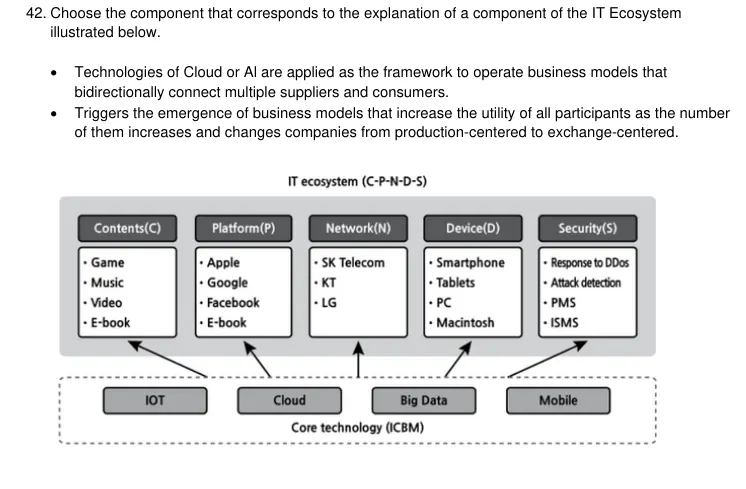 42. Choose the component that corresponds to the explanation of a component of the IT Ecosystem
illustrated below.
• Technologies of Cloud or AI are applied as the framework to operate business models that
bidirectionally connect multiple suppliers and consumers.
• Triggers the emergence of business models that increase the utility of all participants as the number
of them increases and changes companies from production-centered to exchange-centered.
IT ecosystem (C-P-N-D-S)
Contents(C)
• Game
• Music
• Video
• E-book
Platform(P)
• Apple
• Google
• Facebook
• E-book
Network(N)
• SK Telecom
• KT
• LG
Device(D)
• Smartphone
• Tablets
• PC
• Macintosh
Security(S)
• Response to DDos
• Attack detection
• PMS
• ISMS
IOT
Cloud
Big Data
Mobile
Core technology (ICBM)